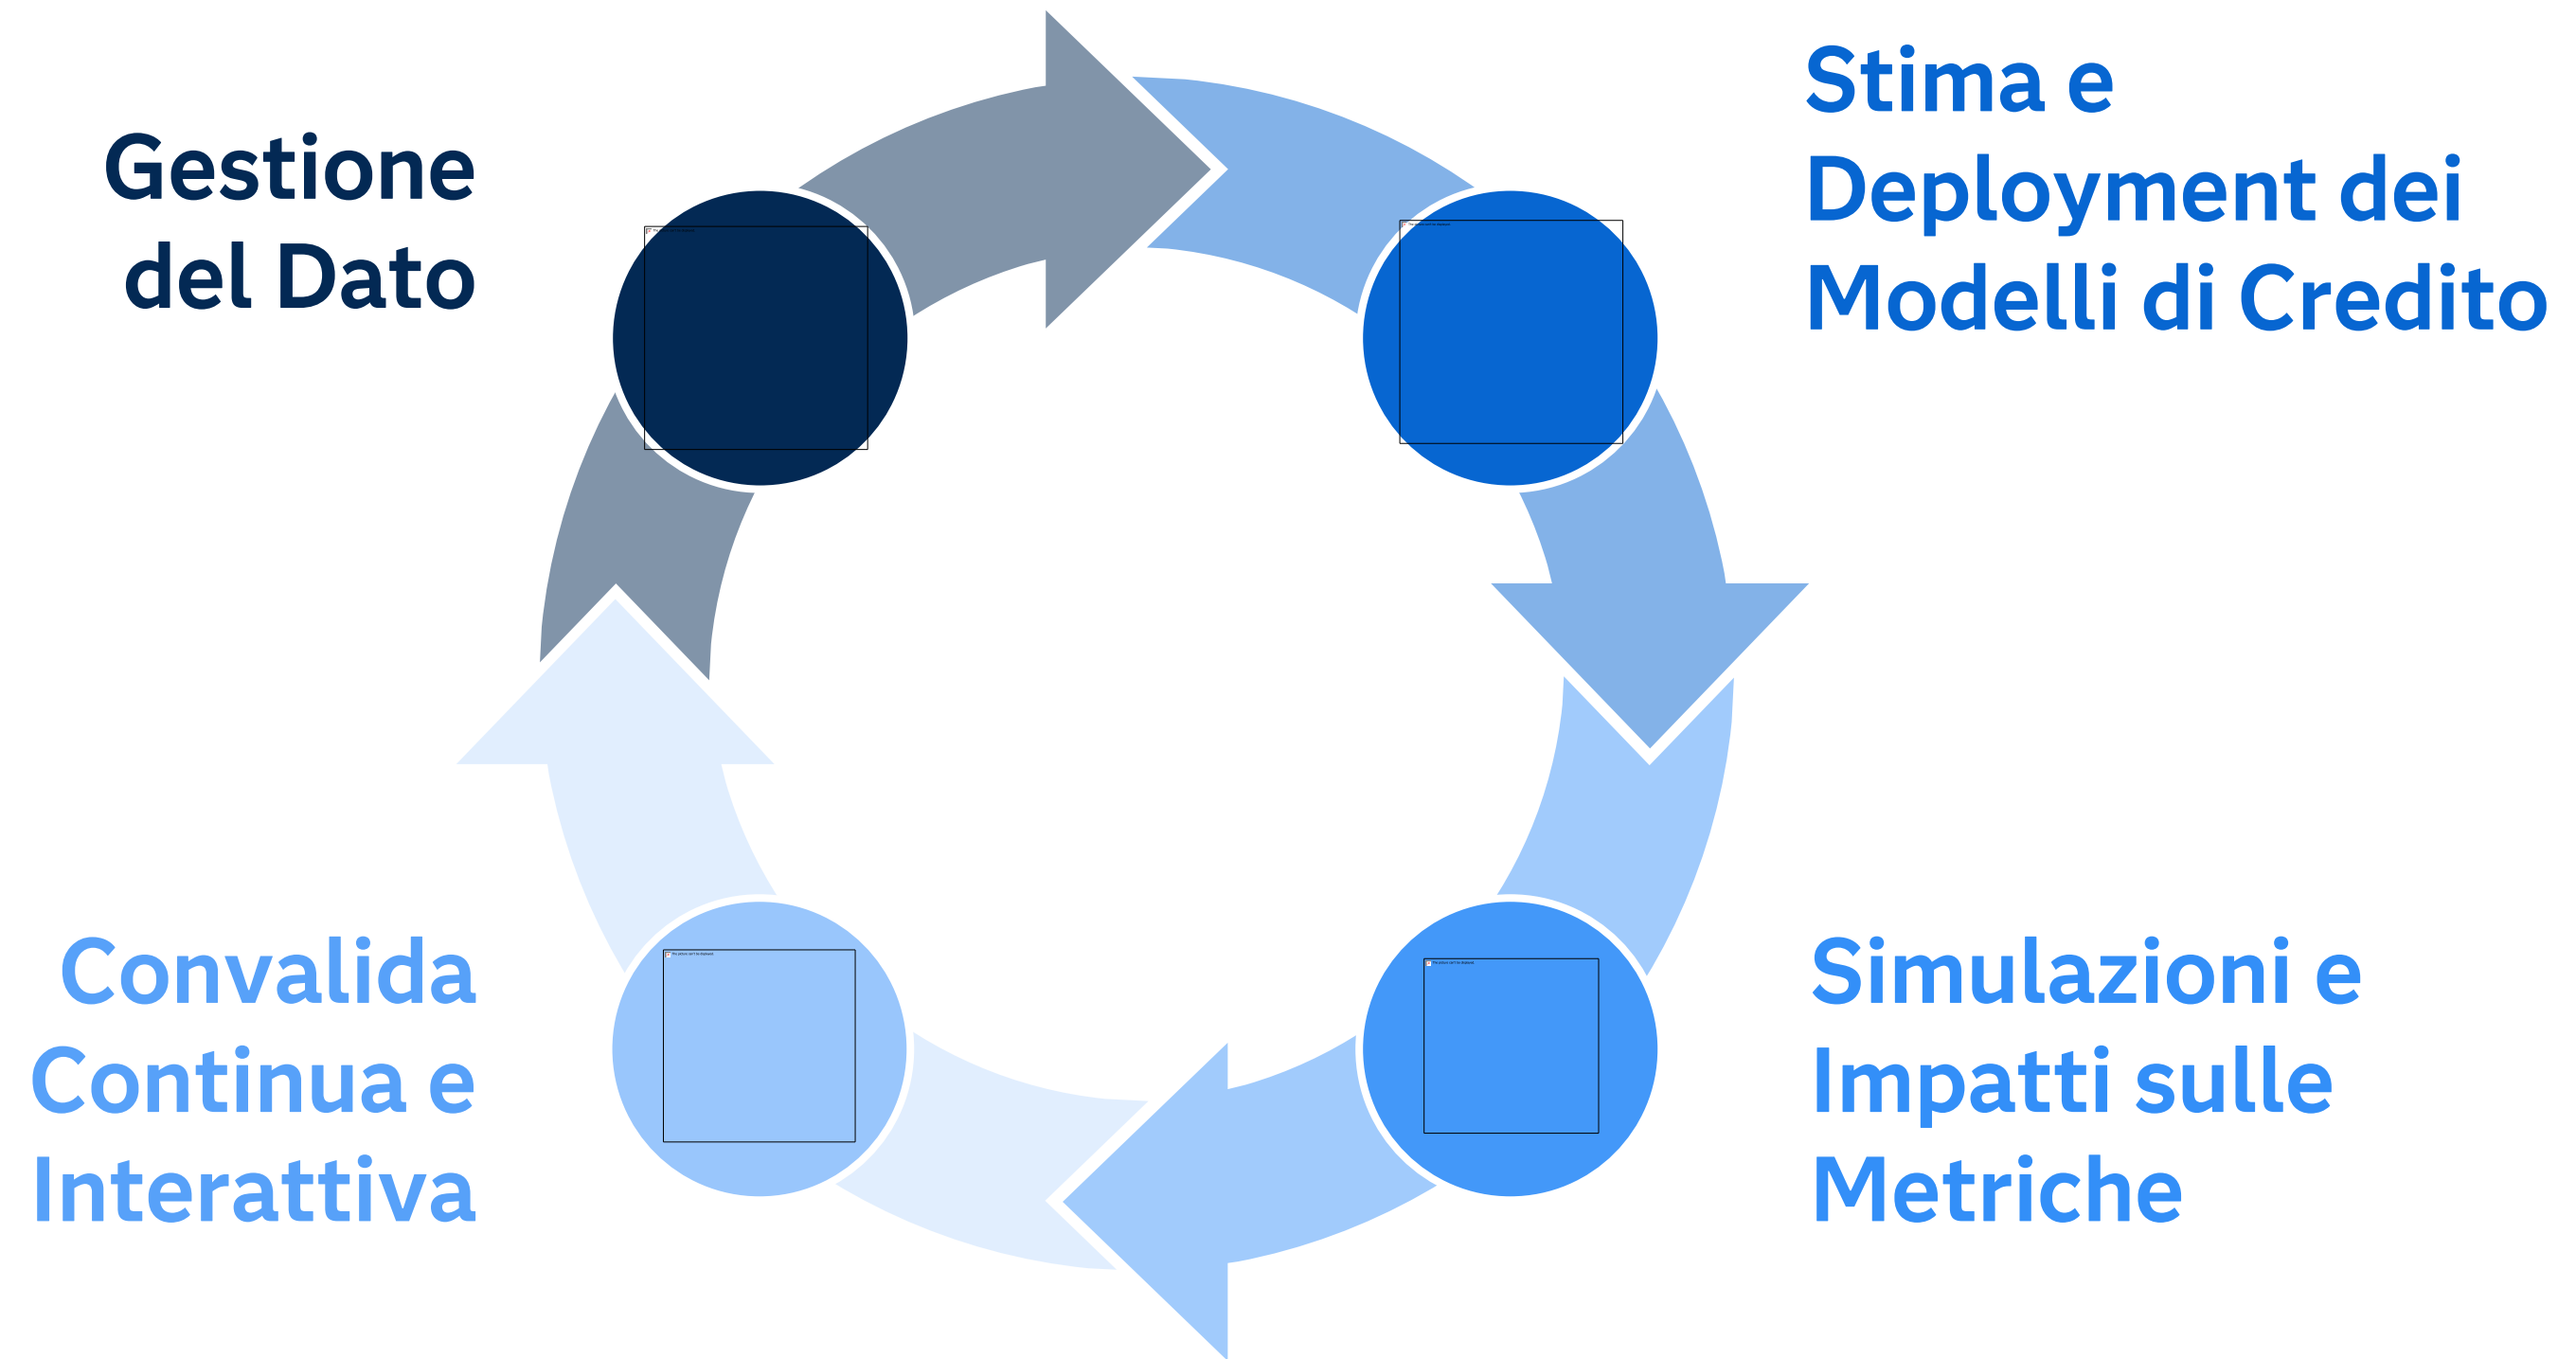 Gestione
del Dato
Stima e
Deployment dei
Modelli di Credito
Convalida
Continua e
Interattiva
Simulazioni e
Impatti sulle
Metriche